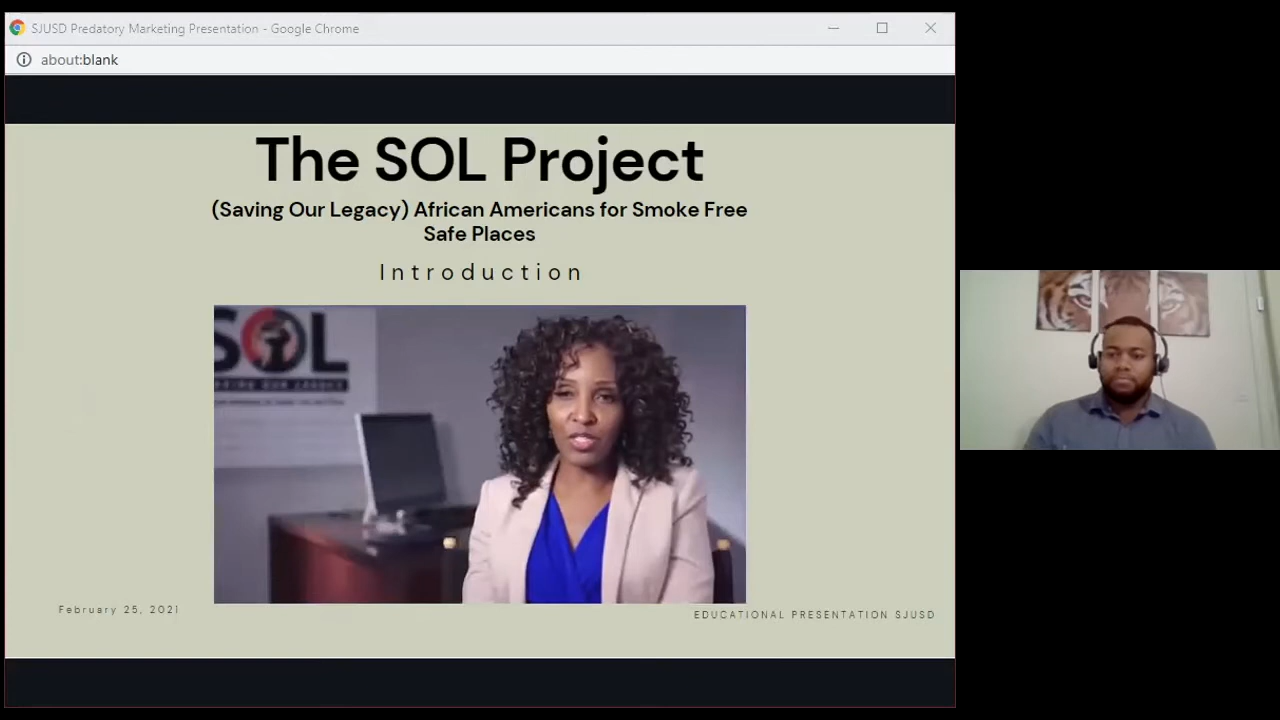 SJUSD Predatory Marketing Presentation - Google Chrome
about:blank
The SOL Project
(Saving Our Legacy) African Americans for Smoke Free
Safe Places
Introduction
SOL
February 25, 2021
EDUCATIONAL PRESENTATION SJUSD